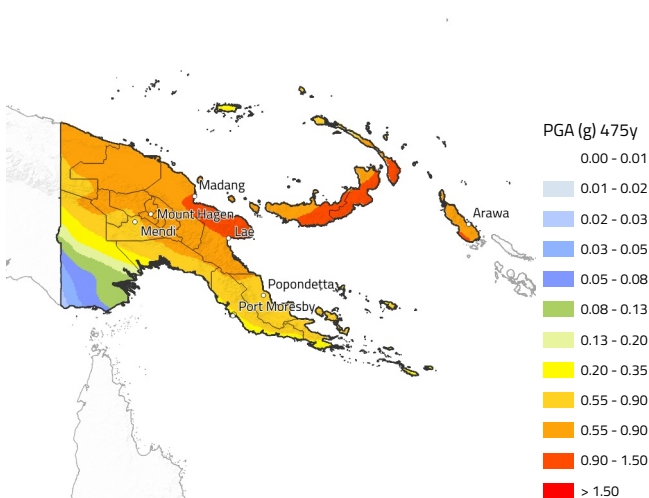 PGA (g) 475y
0.00 - 0.01
0.01 - 0.02
0.02 - 0.03
0.03 - 0.05
0.05 - 0.08
0.08 - 0.13
0.13 - 0.20
0.20 - 0.35
0.55 - 0.90
0.55 - 0.90
0.90 - 1.50
> 1.50
Madang
Mount Hagen
Mendi
Lae
Arawa
Popondetta
Port Moresby